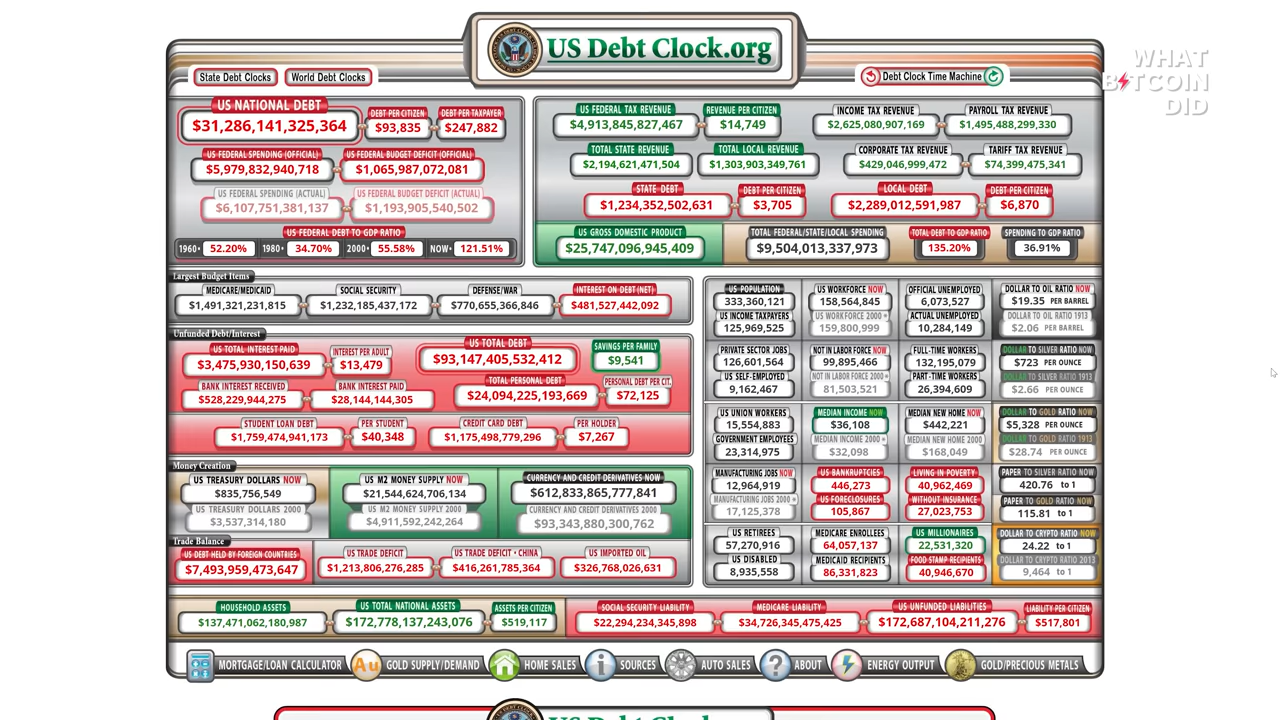 US Debt Clock.org
WHAT
BITCOIN
DID
State Debt Clocks
World Debt Clocks
Debt Clock Time Machine
US NATIONAL DEBT
$31,286,141,325,364
DEBT PER CITIZEN
$93,835
DEBT PER TAXPAYER
$247,882
US FEDERAL SPENDING (OFFICIAL)
$5,979,832,940,718
US FEDERAL BUDGET DEFICIT (OFFICIAL)
$1,065,987,072,081
US FEDERAL SPENDING (ACTUAL)
$6,107,751,381,137
US FEDERAL BUDGET DEFICIT (ACTUAL)
$1,193,905,540,502
US FEDERAL DEBT TO GDP RATIO
1960• 52.20% 1980• 34.70% 2000• 55.58% NOW• 121.51%
US FEDERAL TAX REVENUE
$4,913,845,827,467
REVENUE PER CITIZEN
$14,749
INCOME TAX REVENUE
$2,625,080,907,169
PAYROLL TAX REVENUE
$1,495,488,299,330
TOTAL STATE REVENUE
$2,194,621,471,504
TOTAL LOCAL REVENUE
$1,303,903,349,761
CORPORATE TAX REVENUE
$429,046,999,472
TARIFF TAX REVENUE
$74,399,475,341
STATE DEBT
$1,234,352,502,631
DEBT PER CITIZEN
$3,705
LOCAL DEBT
$2,289,012,591,987
DEBT PER CITIZEN
$6,870
US GROSS DOMESTIC PRODUCT
$25,747,096,945,409
TOTAL FEDERAL/STATE/LOCAL SPENDING
$9,504,013,337,973
TOTAL DEBT TO GDP RATIO
135.20%
SPENDING TO GDP RATIO
36.91%
Largest Budget Items
MEDICARE/MEDICAID
$1,491,321,231,815
SOCIAL SECURITY
$1,232,185,437,172
DEFENSE/WAR
$770,655,366,846
INTEREST ON DEBT (NET)
$481,527,442,092
Unfunded Debt/Interest
US TOTAL INTEREST PAID
$3,475,930,150,639
INTEREST PER ADULT
$13,479
US TOTAL DEBT
$93,147,405,532,412
SAVINGS PER FAMILY
$9,541
BANK INTEREST RECEIVED
$528,229,944,275
BANK INTEREST PAID
$28,144,144,305
TOTAL PERSONAL DEBT
$24,094,225,193,669
PERSONAL DEBT PER CIT.
$72,125
STUDENT LOAN DEBT
$1,759,474,941,173
PER STUDENT
$40,348
CREDIT CARD DEBT
$1,175,498,779,296
PER HOLDER
$7,267
Money Creation
US TREASURY DOLLARS NOW
$835,756,549
US TREASURY DOLLARS 2000
$3,537,314,180
US M2 MONEY SUPPLY NOW
$21,544,624,706,134
US M2 MONEY SUPPLY 2000
$4,911,592,242,264
CURRENCY AND CREDIT DERIVATIVES NOW
$612,833,865,777,841
CURRENCY AND CREDIT DERIVATIVES 2000
$93,343,880,300,762
Trade Balance
US DEBT HELD BY FOREIGN COUNTRIES
$7,493,959,473,647
US TRADE DEFICIT
$1,213,806,276,285
US TRADE DEFICIT • CHINA
$416,261,785,364
US IMPORTED OIL
$326,768,026,631
US POPULATION
333,360,121
US INCOME TAXPAYERS
125,969,525
US WORKFORCE NOW
158,564,845
US WORKFORCE 2000
159,800,999
OFFICIAL UNEMPLOYED
6,073,527
ACTUAL UNEMPLOYED
10,284,149
DOLLAR TO OIL RATIO NOW
$19.35 PER BARREL
DOLLAR TO OIL RATIO 1913
$2.06 PER BARREL
PRIVATE SECTOR JOBS
126,601,564
US SELF-EMPLOYED
9,162,467
NOT IN LABOR FORCE NOW
99,895,466
NOT IN LABOR FORCE 2000
81,503,521
FULL-TIME WORKERS
132,195,079
PART-TIME WORKERS
26,394,609
DOLLAR TO SILVER RATIO NOW
$723 PER OUNCE
DOLLAR TO SILVER RATIO 1913
$2.66 PER OUNCE
US UNION WORKERS
15,554,883
GOVERNMENT EMPLOYEES
23,314,975
MEDIAN INCOME NOW
$36,108
MEDIAN INCOME 2000
$32,098
MEDIAN NEW HOME NOW
$442,221
MEDIAN NEW HOME 2000
$168,049
DOLLAR TO GOLD RATIO NOW
$5,328 PER OUNCE
DOLLAR TO GOLD RATIO 1913
$28.74 PER OUNCE
MANUFACTURING JOBS NOW
12,964,919
MANUFACTURING JOBS 2000
17,125,378
US BANKRUPTCIES
446,273
US FORECLOSURES
105,867
LIVING IN POVERTY
40,962,469
WITHOUT INSURANCE
27,023,753
PAPER TO SILVER RATIO NOW
420.76 to 1
PAPER TO GOLD RATIO NOW
115.81 to 1
US RETIREES
57,270,916
US DISABLED
8,935,558
MEDICARE ENROLLEES
64,057,137
MEDICAID RECIPIENTS
86,331,823
US MILLIONAIRES
22,531,320
FOOD STAMP RECIPIENTS
40,946,670
DOLLAR TO CRYPTO RATIO NOW
24.22 to 1
DOLLAR TO CRYPTO RATIO 2013
9,464 to 1
HOUSEHOLD ASSETS
$137,471,062,180,987
US TOTAL NATIONAL ASSETS
$172,778,137,243,076
ASSETS PER CITIZEN
$519,117
SOCIAL SECURITY LIABILITY
$22,294,234,345,898
MEDICARE LIABILITY
$34,726,345,475,425
US UNFUNDED LIABILITIES
$172,687,104,211,276
LIABILITY PER CITIZEN
$517,801
MORTGAGE/LOAN CALCULATOR
Au GOLD SUPPLY/DEMAND
HOME SALES
SOURCES
AUTO SALES
ABOUT
ENERGY OUTPUT
GOLD/PRECIOUS METALS
US Debt Clock